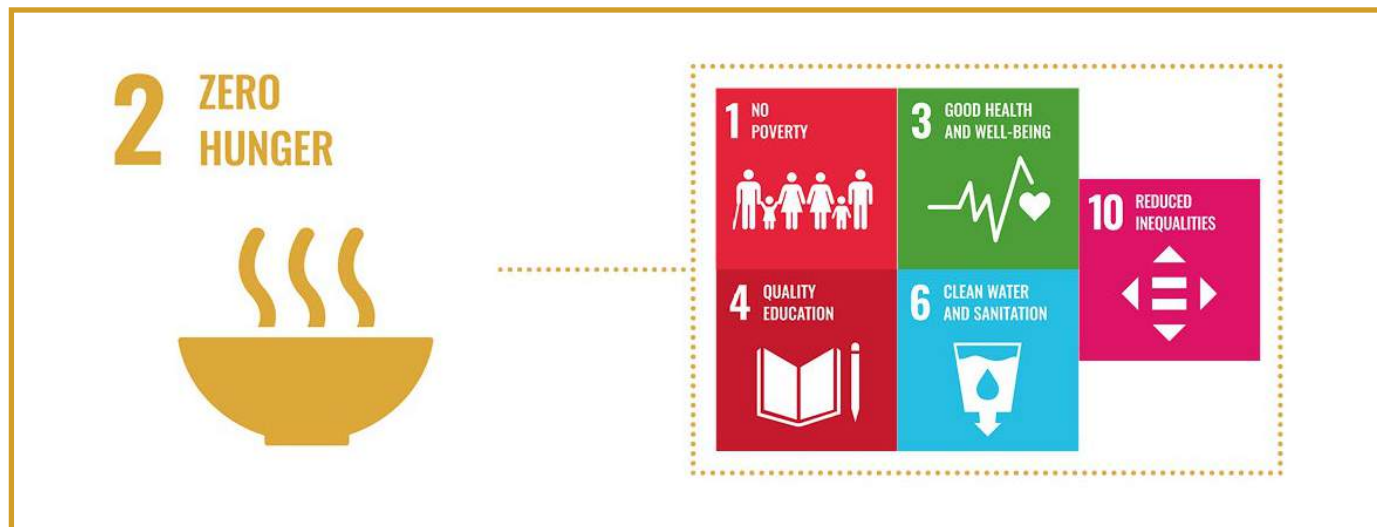 2 ZERO
HUNGER
1 NO
POVERTY
3 GOOD HEALTH
AND WELL-BEING
4 QUALITY
EDUCATION
6 CLEAN WATER
AND SANITATION
10 REDUCED
INEQUALITIES